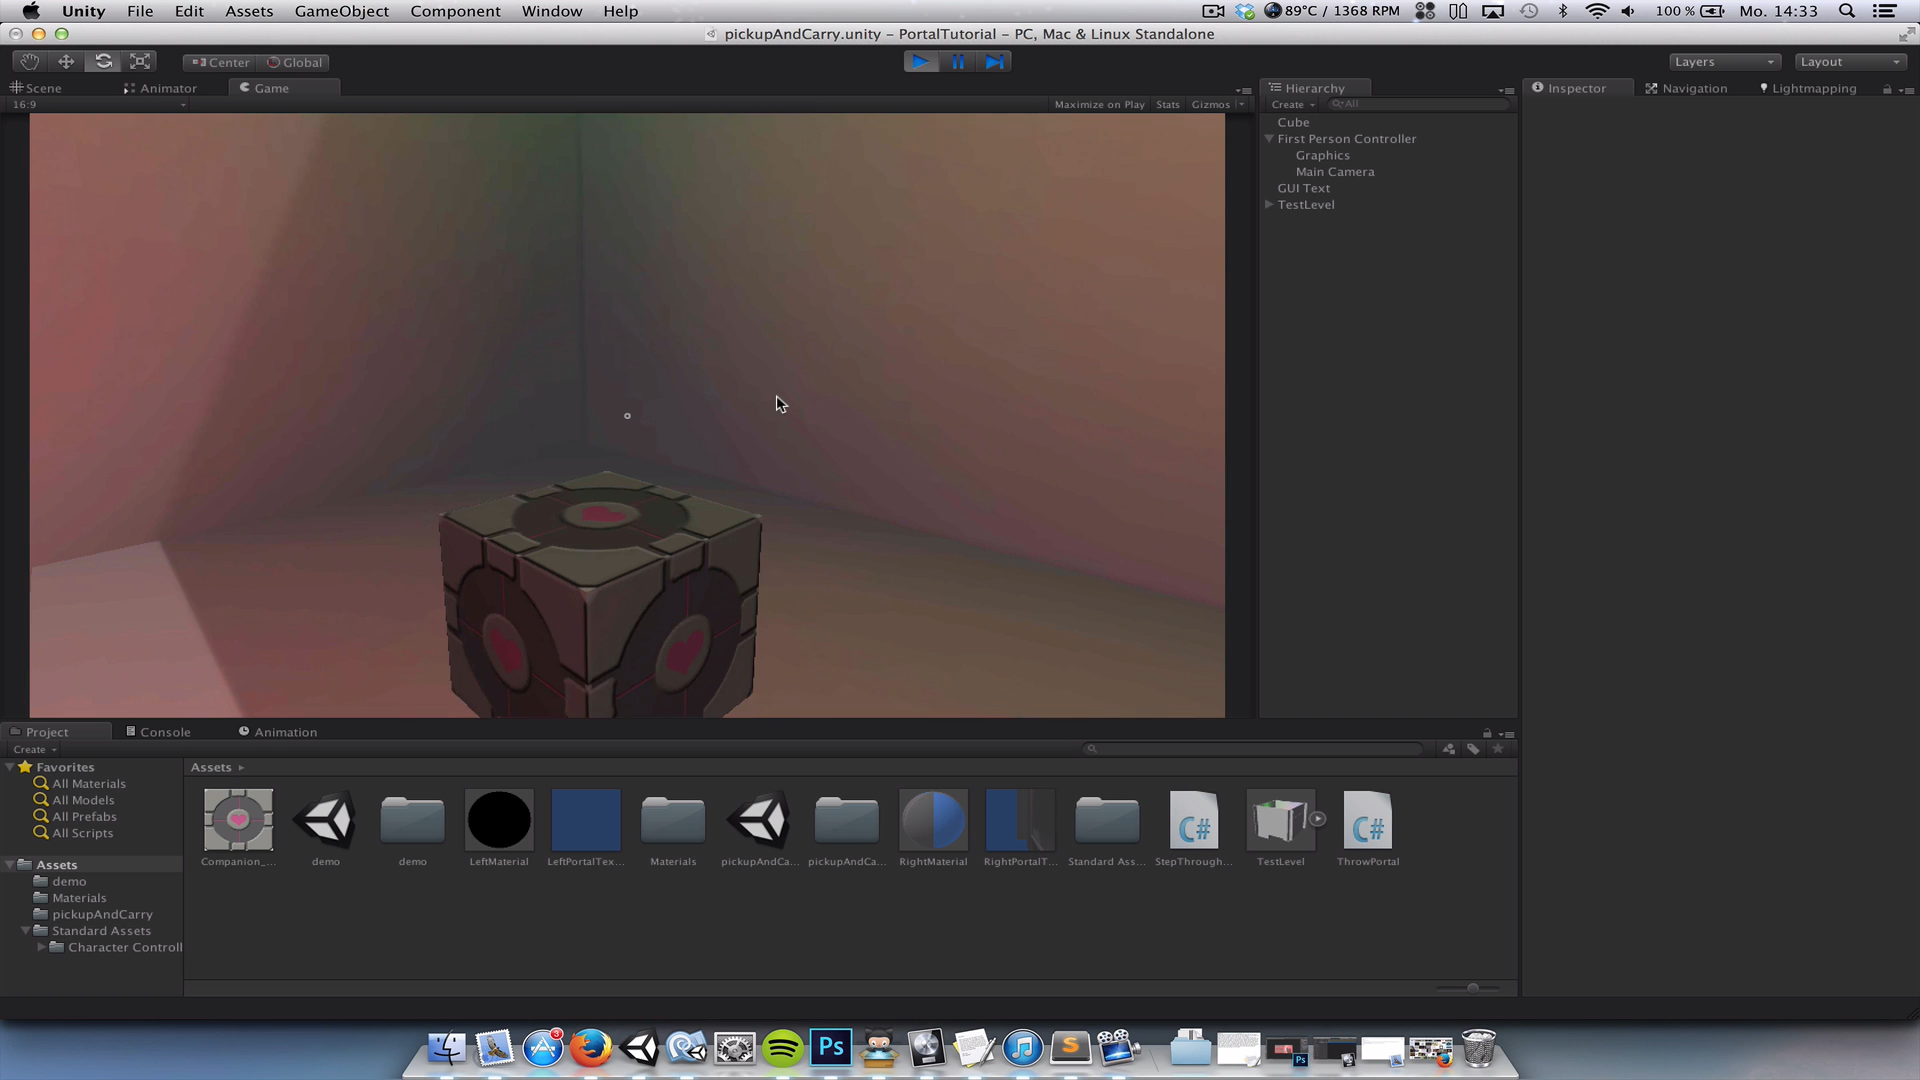 Unity File Edit Assets GameObject Component Window Help
89°C / 1368 RPM 100 % Mo. 14:33
pickupAndCarry.unity – PortalTutorial – PC, Mac & Linux Standalone
Center Global Layers Layout
Scene Animator Game Hierarchy Inspector Navigation Lightmapping
16:9 Maximize on Play Stats Gizmos Create All
Cube
First Person Controller
Graphics
Main Camera
GUI Text
TestLevel
Project Console Animation
Create
Favorites
All Materials
All Models
All Prefabs
All Scripts
Assets
demo
Materials
pickupAndCarry
Standard Assets
Character Controll
Assets
Companion_... demo demo LeftMaterial LeftPortalTex... Materials pickupAndCa... pickupAndCa... RightMaterial RightPortalT... Standard Ass... StepThrough... TestLevel ThrowPortal
C# C#
3
Ps S Ps